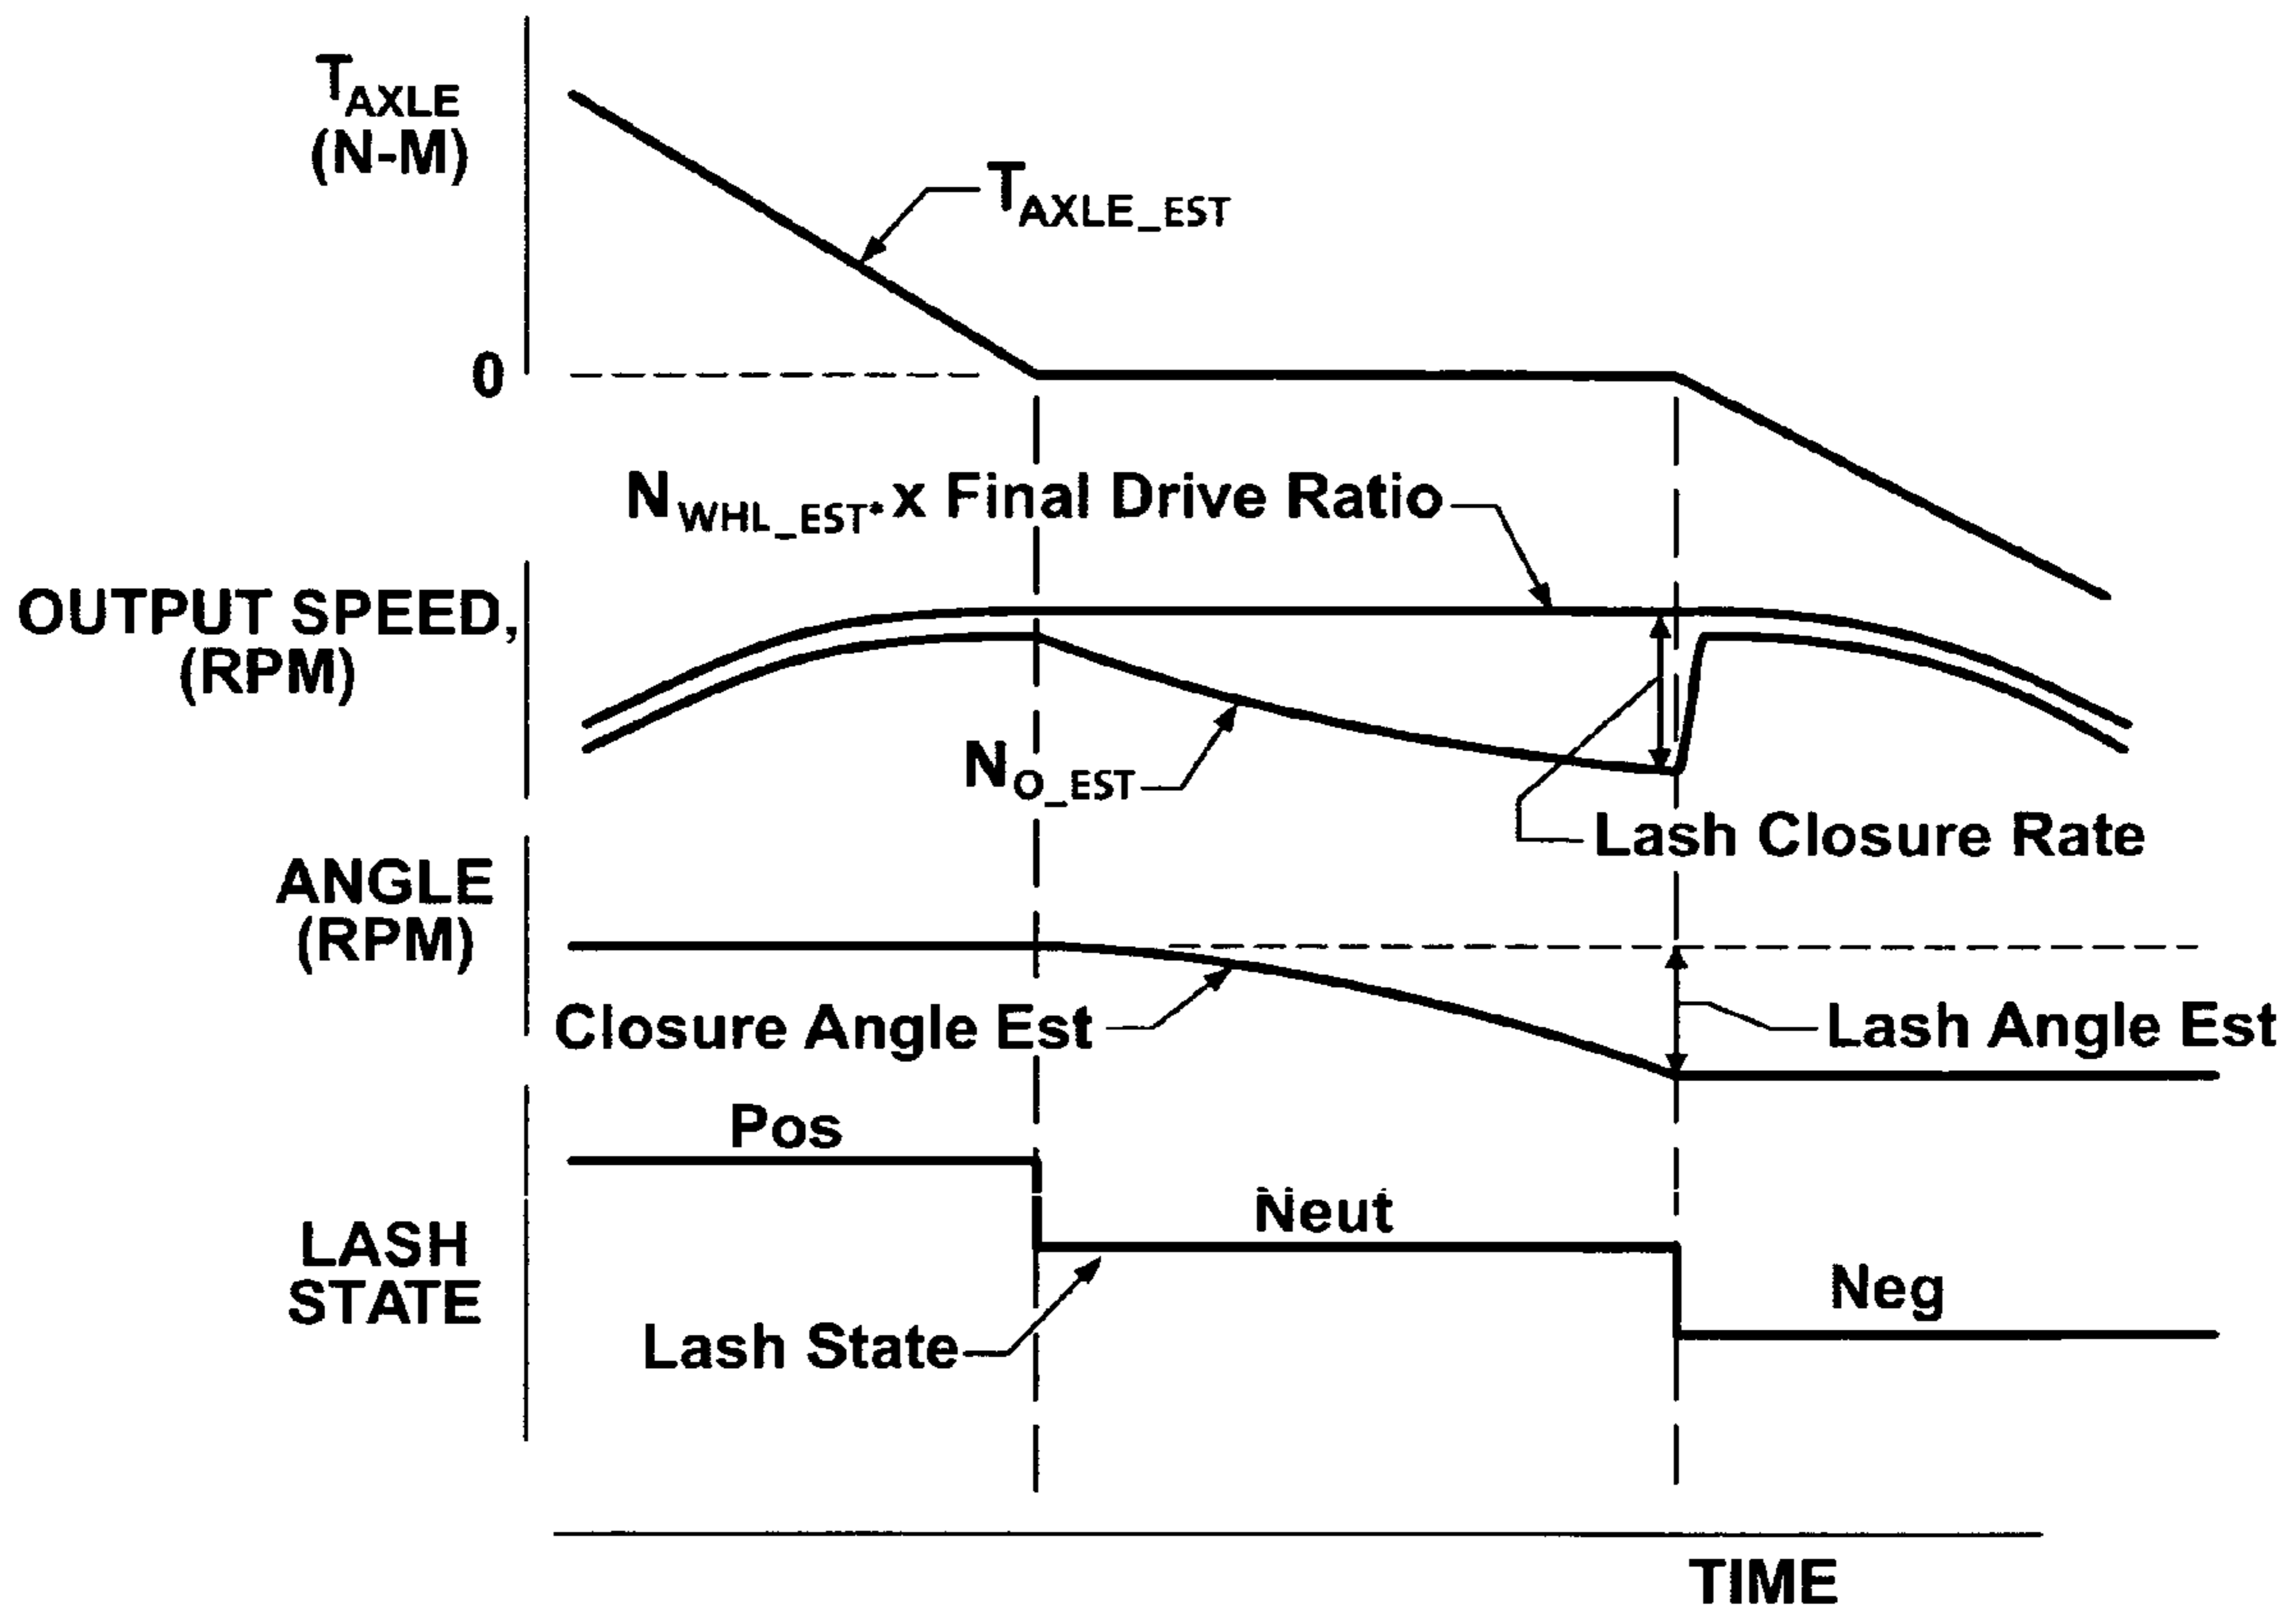 TAXLE
(N-M)
TAXLE_EST
0
NWHL_EST* x Final Drive Ratio
OUTPUT SPEED,
(RPM)
NO_EST
Lash Closure Rate
ANGLE
(RPM)
Closure Angle Est
Lash Angle Est
Pos
Neut
LASH
STATE
Neg
Lash State
TIME